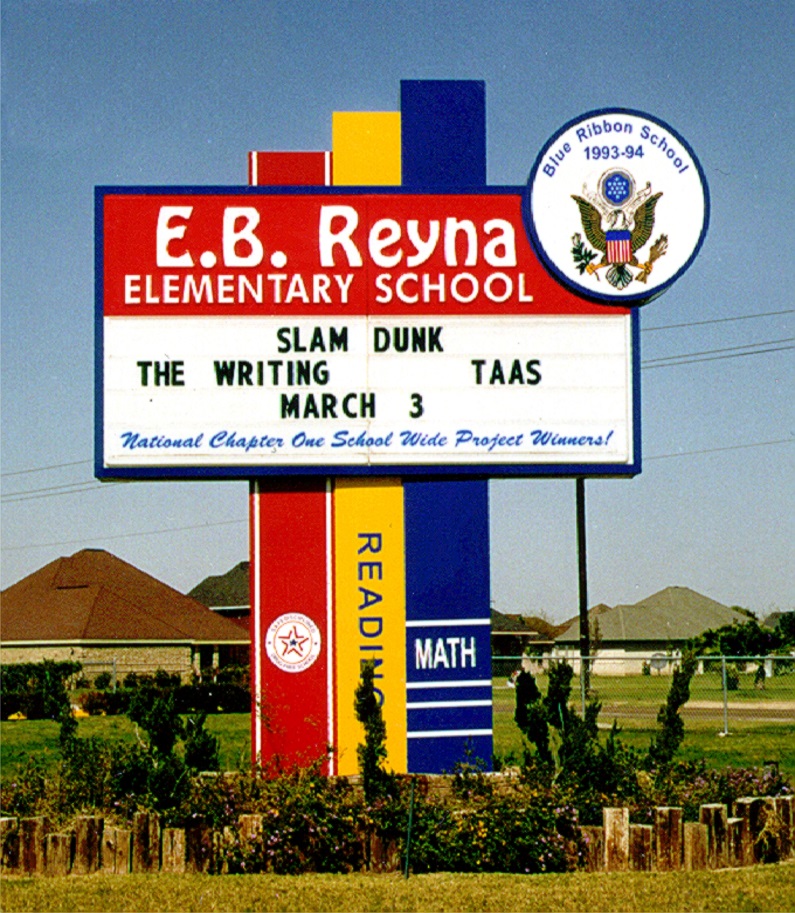 Blue Ribbon School
1993-94
E.B. Reyna
ELEMENTARY SCHOOL
SLAM DUNK
THE WRITING TAAS
MARCH 3
National Chapter One School Wide Project Winners!
READING
MATH